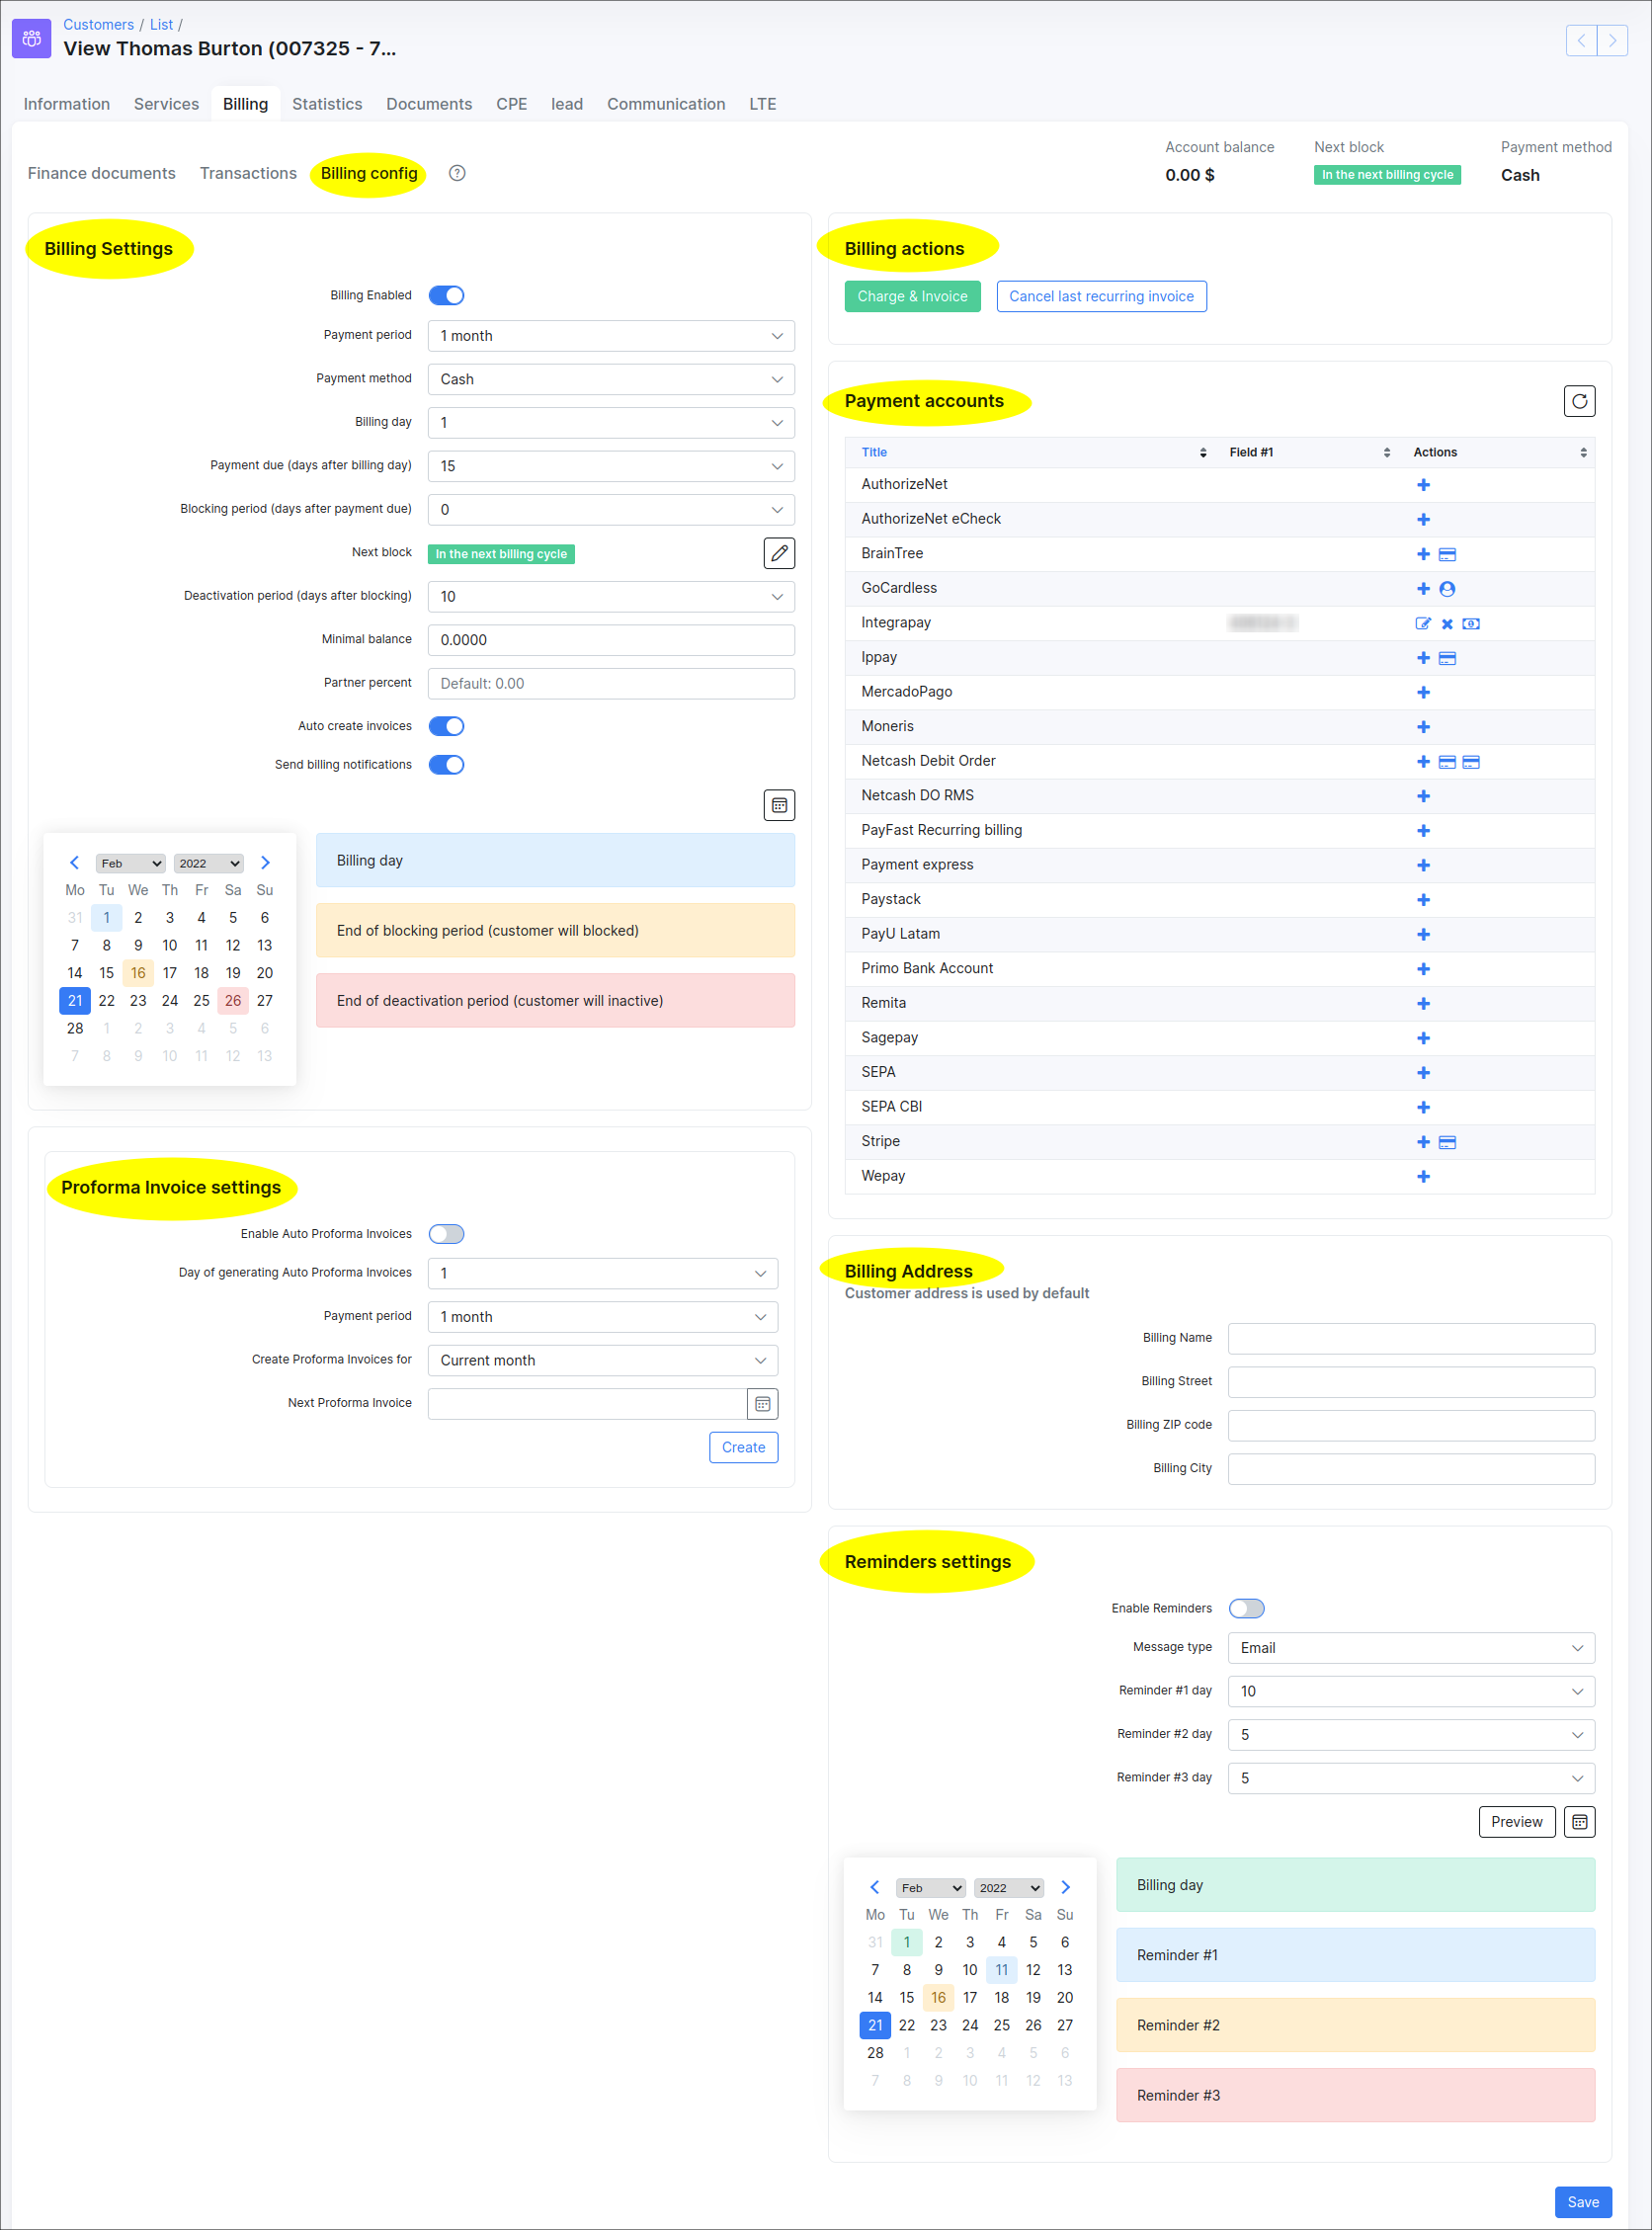 Customers / List /
View Thomas Burton (007325 - 7...
Information Services Billing Statistics Documents CPE lead Communication LTE
Finance documents Transactions Billing config ?
Account balance Next block Payment method
0.00 $ In the next billing cycle Cash
Billing Settings
Billing Enabled
Payment period 1 month
Payment method Cash
Billing day 1
Payment due (days after billing day) 15
Blocking period (days after payment due) 0
Next block In the next billing cycle
Deactivation period (days after blocking) 10
Minimal balance 0.0000
Partner percent Default: 0.00
Auto create invoices
Send billing notifications
Feb 2022
Mo Tu We Th Fr Sa Su
31 1 2 3 4 5 6
7 8 9 10 11 12 13
14 15 16 17 18 19 20
21 22 23 24 25 26 27
28 1 2 3 4 5 6
7 8 9 10 11 12 13
Billing day
End of blocking period (customer will blocked)
End of deactivation period (customer will inactive)
Proforma Invoice settings
Enable Auto Proforma Invoices
Day of generating Auto Proforma Invoices 1
Payment period 1 month
Create Proforma Invoices for Current month
Next Proforma Invoice
Create
Billing actions
Charge & Invoice Cancel last recurring invoice
Payment accounts
Title Field #1 Actions
AuthorizeNet
AuthorizeNet eCheck
BrainTree
GoCardless
Integrapay
Ippay
MercadoPago
Moneris
Netcash Debit Order
Netcash DO RMS
PayFast Recurring billing
Payment express
Paystack
PayU Latam
Primo Bank Account
Remita
Sagepay
SEPA
SEPA CBI
Stripe
Wepay
Billing Address
Customer address is used by default
Billing Name
Billing Street
Billing ZIP code
Billing City
Reminders settings
Enable Reminders
Message type Email
Reminder #1 day 10
Reminder #2 day 5
Reminder #3 day 5
Preview
Feb 2022
Mo Tu We Th Fr Sa Su
31 1 2 3 4 5 6
7 8 9 10 11 12 13
14 15 16 17 18 19 20
21 22 23 24 25 26 27
28 1 2 3 4 5 6
7 8 9 10 11 12 13
Billing day
Reminder #1
Reminder #2
Reminder #3
Save